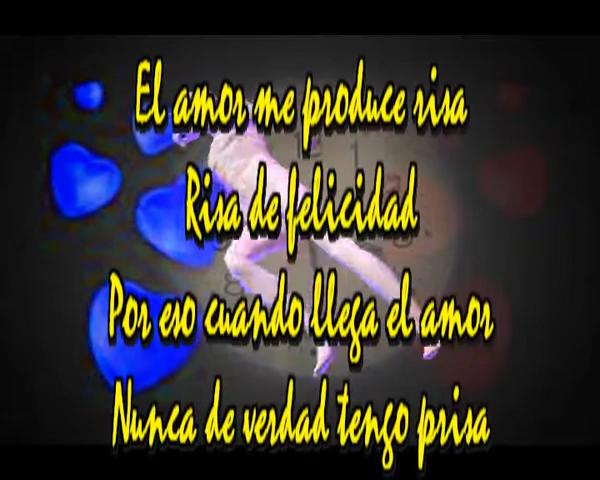 El amor me produce risa
Risa de felicidad
Por eso cuando llega el amor
Nunca de verdad tengo prisa